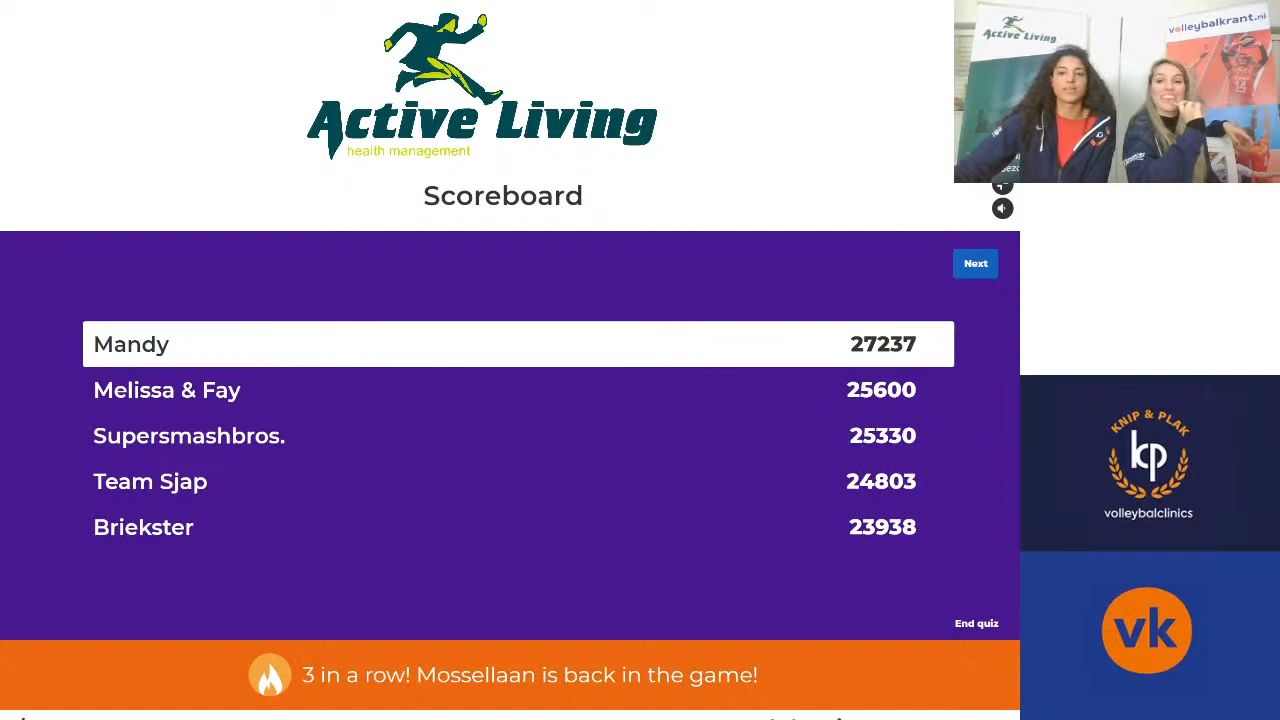 Active Living
health management
Scoreboard
Active Living
volleybalkrant.nl
Next
Mandy 27237
Melissa & Fay 25600
Supersmashbros. 25330
Team Sjap 24803
Briekster 23938
End quiz
3 in a row! Mossellaan is back in the game!
KNIP & PLAK
kp
volleybalclinics
vk